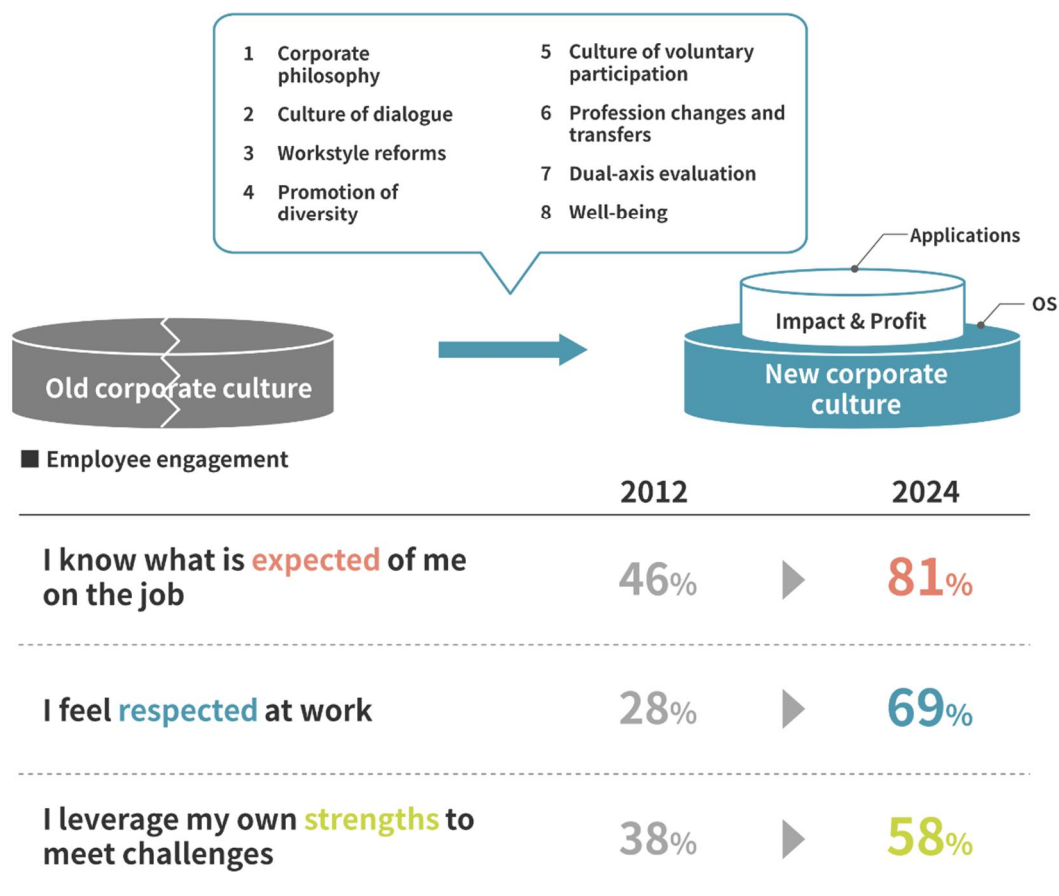 1 Corporate
philosophy
2 Culture of dialogue
3 Workstyle reforms
4 Promotion of
diversity
5 Culture of voluntary
participation
6 Profession changes and
transfers
7 Dual-axis evaluation
8 Well-being
Applications
OS
Impact & Profit
Old corporate culture
New corporate
culture
■ Employee engagement
2012 2024
I know what is expected of me
on the job
46% 81%
I feel respected at work 28% 69%
I leverage my own strengths to
meet challenges
38% 58%